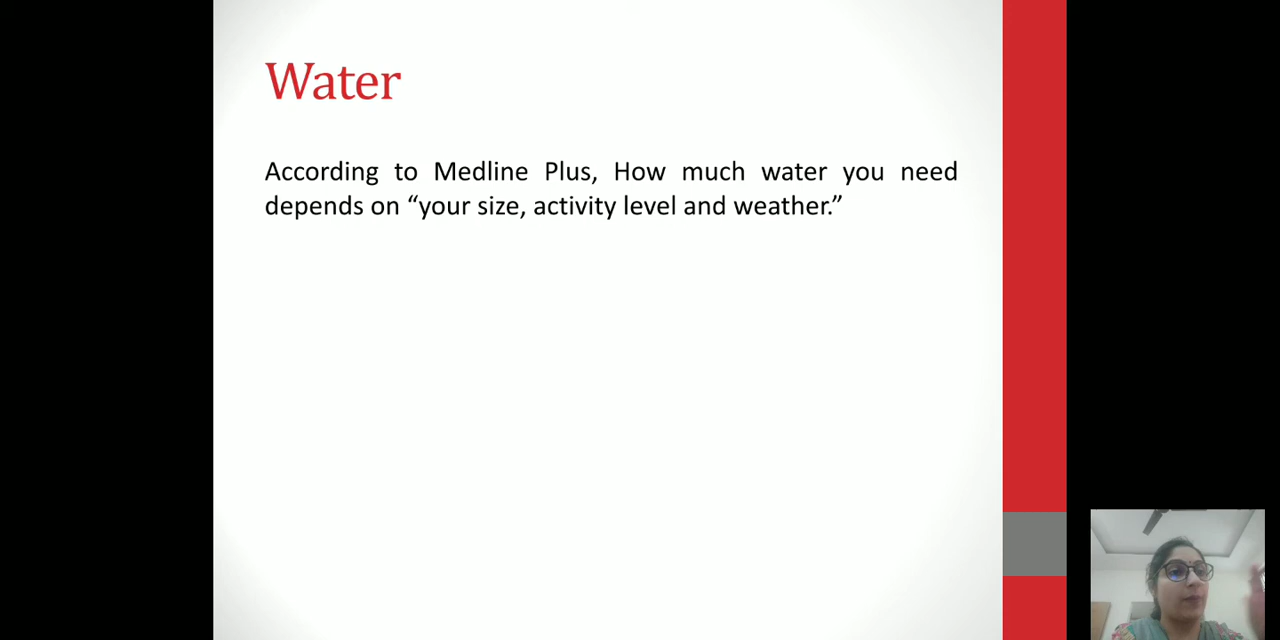 Water
According to Medline Plus, How much water you need
depends on “your size, activity level and weather.”